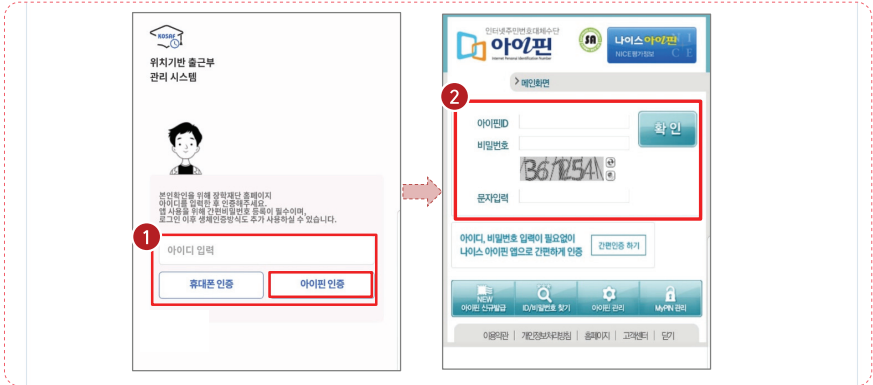 KOSAF
위치기반 출근부
관리 시스템
본인확인을 위해 장학재단 홈페이지
아이디를 입력한 후 인증해주세요.
앱 사용을 위해 간편비밀번호 등록이 필수이며,
로그인 이후 생체인증방식도 추가 사용하실 수 있습니다.
1
아이디 입력
휴대폰 인증
아이핀 인증
인터넷주민번호대체수단
아이핀
Internet Personal Identification Number
SA
나이스아이핀
NICE평가정보
메인화면
2
아이핀ID
비밀번호
확인
3671254
문자입력
아이디, 비밀번호 입력이 필요없이
나이스 아이핀 앱으로 간편하게 인증
간편인증 하기
NEW
아이핀 신규발급
ID/비밀번호 찾기
아이핀 관리
MyPIN 관리
이용약관 | 개인정보처리방침 | 홈페이지 | 고객센터 | 닫기